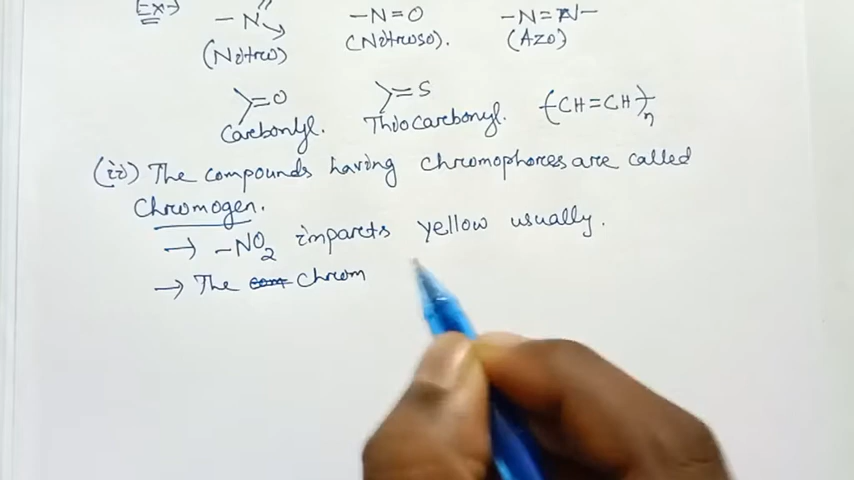 Ex→
-N -N=O -N=N-
(Nitro) (Nitroso). (Azo)
=O =S (CH=CH)n
Carbonyl. Thiocarbonyl.
(ii) The compounds having chromophores are called
Chromogen.
→ -NO2 imparts yellow usually.
→ The com Chrom